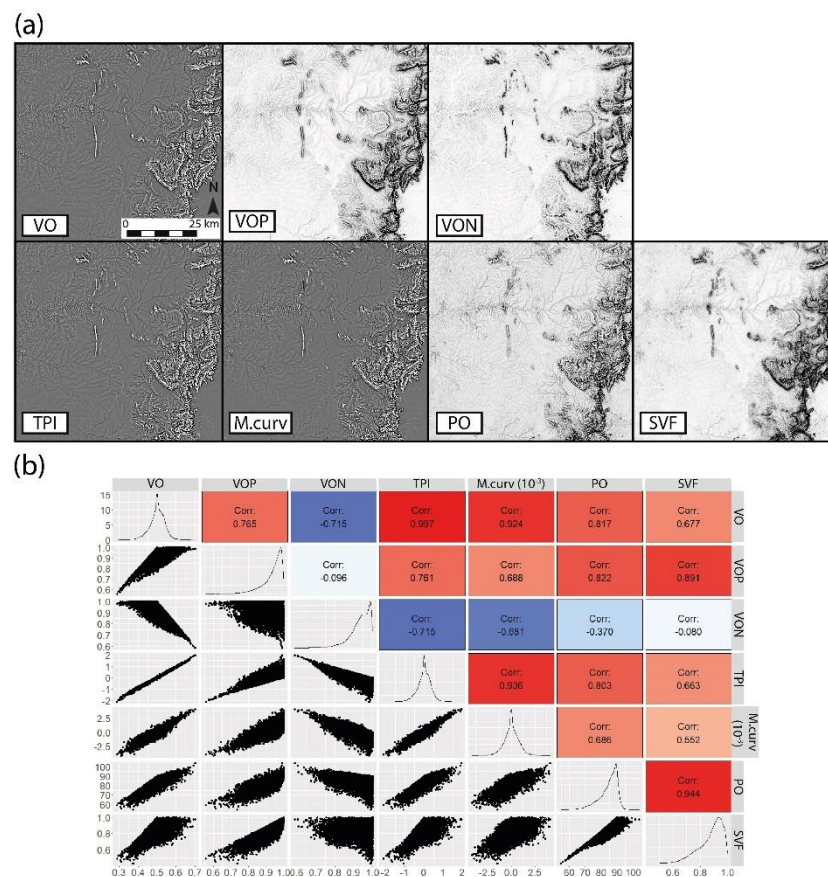 (a)
VO
N
0 25 km
VOP
VON
TPI
M.curv
PO
SVF
(b)
VO VOP VON TPI M.curv (10⁻³) PO SVF
15
10
5
0
Corr:
0.765
Corr:
-0.715
Corr:
0.997
Corr:
0.924
Corr:
0.817
Corr:
0.677
VO
1.0
0.9
0.8
0.7
0.6
Corr:
-0.096
Corr:
0.761
Corr:
0.688
Corr:
0.822
Corr:
0.891
VOP
1.0
0.9
0.8
0.7
0.6
Corr:
-0.715
Corr:
-0.681
Corr:
-0.370
Corr:
-0.080
VON
2
1
0
-1
-2
Corr:
0.936
Corr:
0.803
Corr:
0.663
TPI
2.5
0.0
-2.5
Corr:
0.686
Corr:
0.552
M.curv
(10⁻³)
100
90
80
70
60
Corr:
0.944
PO
1.0
0.8
0.6
SVF
0.3 0.4 0.5 0.6 0.7 0.6 0.7 0.8 0.9 1.0 0.6 0.7 0.8 0.9 1.0 -2 -1 0 1 2 -2.5 0.0 2.5 60 70 80 90 100 0.6 0.8 1.0